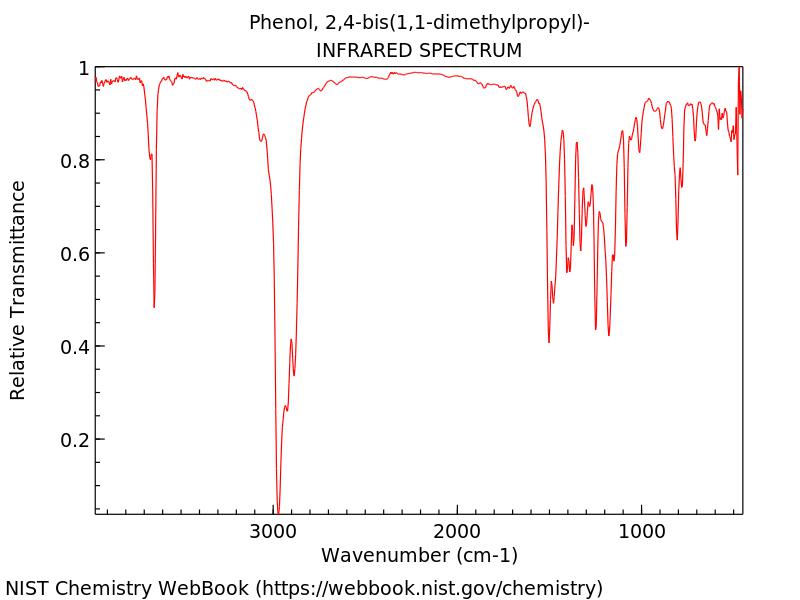 Phenol, 2,4-bis(1,1-dimethylpropyl)-
INFRARED SPECTRUM
1
0.8
0.6
0.4
0.2
Relative Transmittance
3000 2000 1000
Wavenumber (cm-1)
NIST Chemistry WebBook (https://webbook.nist.gov/chemistry)